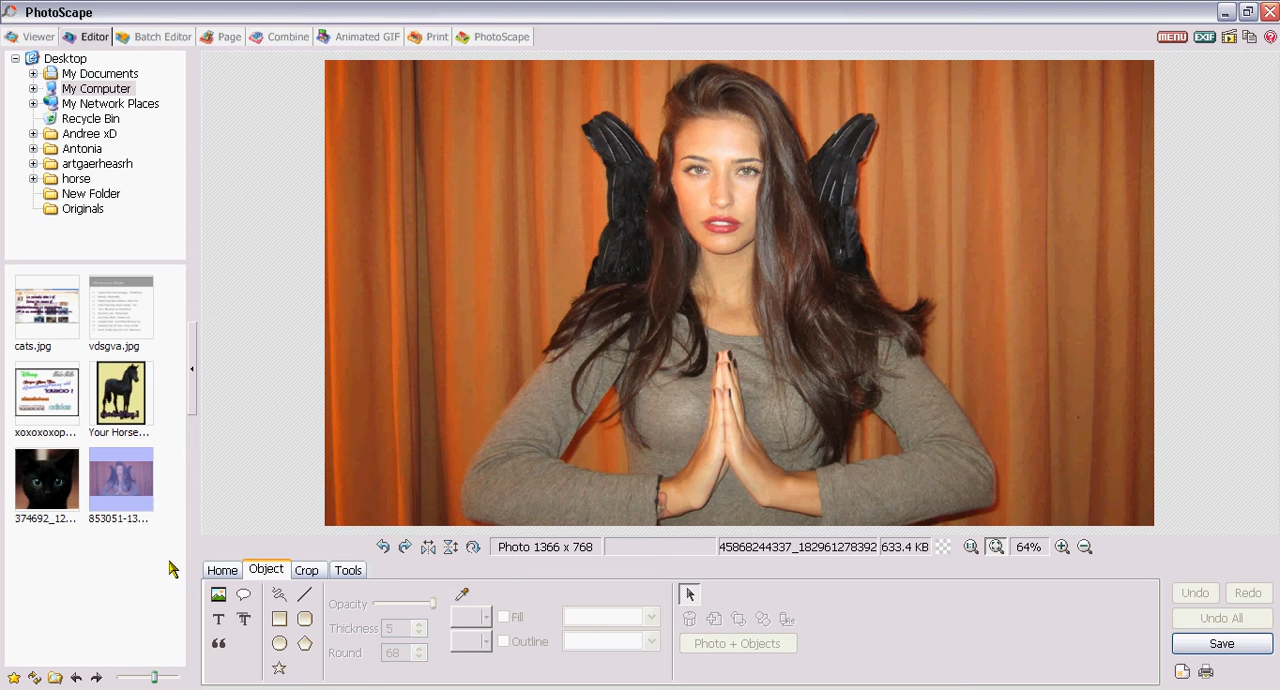 PhotoScape
Viewer Editor Batch Editor Page Combine Animated GIF Print PhotoScape
MENU EXIF
Desktop
My Documents
My Computer
My Network Places
Recycle Bin
Andree xD
Antonia
artgaerheasrh
horse
New Folder
Originals
cats.jpg vdsgva.jpg
xoxoxoxop... Your Horse...
374692_12... 853051-13...
Photo 1366 x 768 45868244337_182961278392 633.4 KB 64%
Home Object Crop Tools
Opacity
Thickness 5
Round 68
Fill
Outline
Photo + Objects
Undo Redo
Undo All
Save